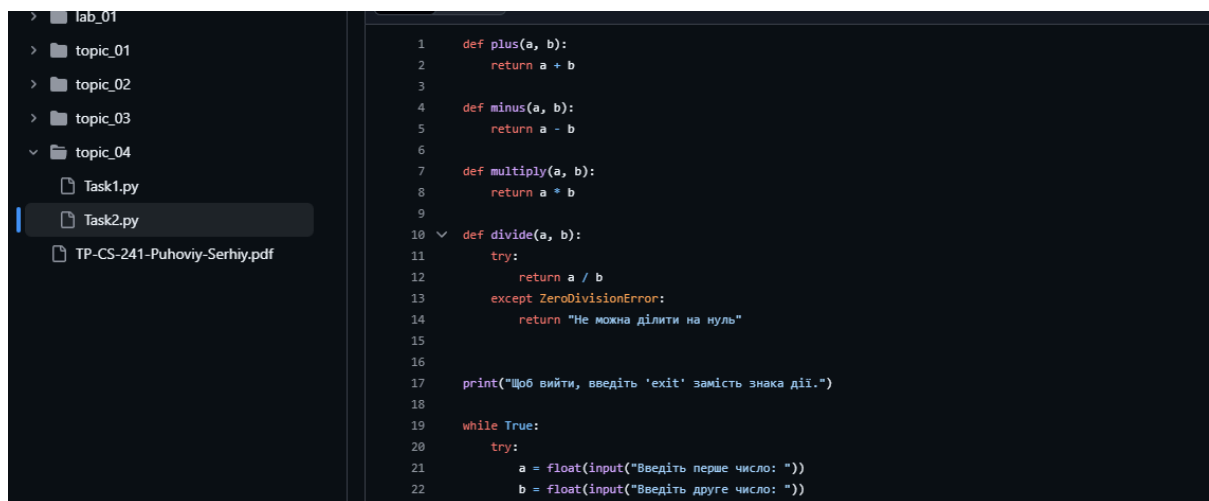 lab_01
topic_01
topic_02
topic_03
topic_04
Task1.py
Task2.py
TP-CS-241-Puhoviy-Serhiy.pdf
1 def plus(a, b):
2 return a + b
3
4 def minus(a, b):
5 return a - b
6
7 def multiply(a, b):
8 return a * b
9
10 def divide(a, b):
11 try:
12 return a / b
13 except ZeroDivisionError:
14 return "Не можна ділити на нуль"
15
16
17 print("Щоб вийти, введіть 'exit' замість знака дії.")
18
19 while True:
20 try:
21 a = float(input("Введіть перше число: "))
22 b = float(input("Введіть друге число: "))